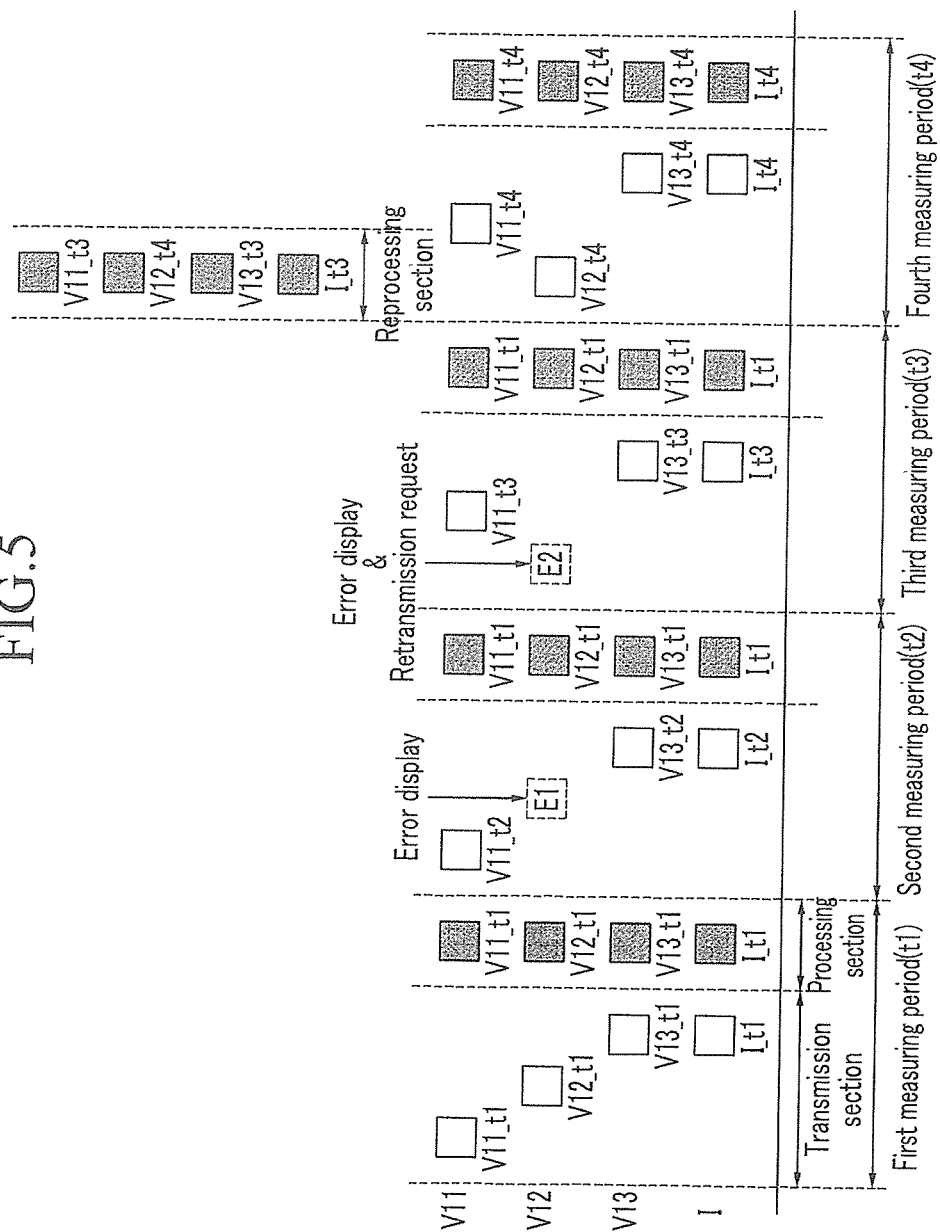 FIG.5
V11_t3
V12_t4
V13_t3
I_t3
Reprocessing
section
Error display
&
Retransmission request
Error display
V11
V11_t1
V11_t1
V11_t2
V11_t1
V11_t3
V11_t1
V11_t4
V11_t4
V12
V12_t1
V12_t1
E1
V12_t1
E2
V12_t1
V12_t4
V12_t4
V13
V13_t1
V13_t1
V13_t2
V13_t1
V13_t3
V13_t1
V13_t4
V13_t4
I
I_t1
I_t1
I_t2
I_t1
I_t3
I_t1
I_t4
I_t4
Transmission
section
Processing
section
First measuring period(t1)
Second measuring period(t2)
Third measuring period(t3)
Fourth measuring period(t4)